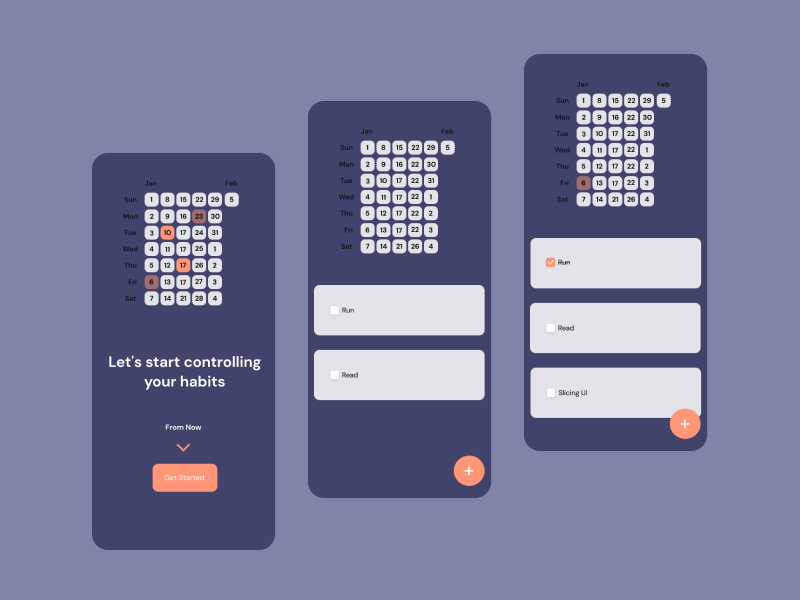 Jan Feb
Sun 1 8 15 22 29 5
Mon 2 9 16 23 30
Tue 3 10 17 24 31
Wed 4 11 17 25 1
Thu 5 12 17 26 2
Fri 6 13 17 27 3
Sat 7 14 21 28 4
Let's start controlling
your habits
From Now
Get Started
Jan Feb
Sun 1 8 15 22 29 5
Mon 2 9 16 22 30
Tue 3 10 17 22 31
Wed 4 11 17 22 1
Thu 5 12 17 22 2
Fri 6 13 17 22 3
Sat 7 14 21 26 4
Run
Read
+
Jan Feb
Sun 1 8 15 22 29 5
Mon 2 9 16 22 30
Tue 3 10 17 22 31
Wed 4 11 17 22 1
Thu 5 12 17 22 2
Fri 6 13 17 22 3
Sat 7 14 21 26 4
Run
Read
Slicing UI
+